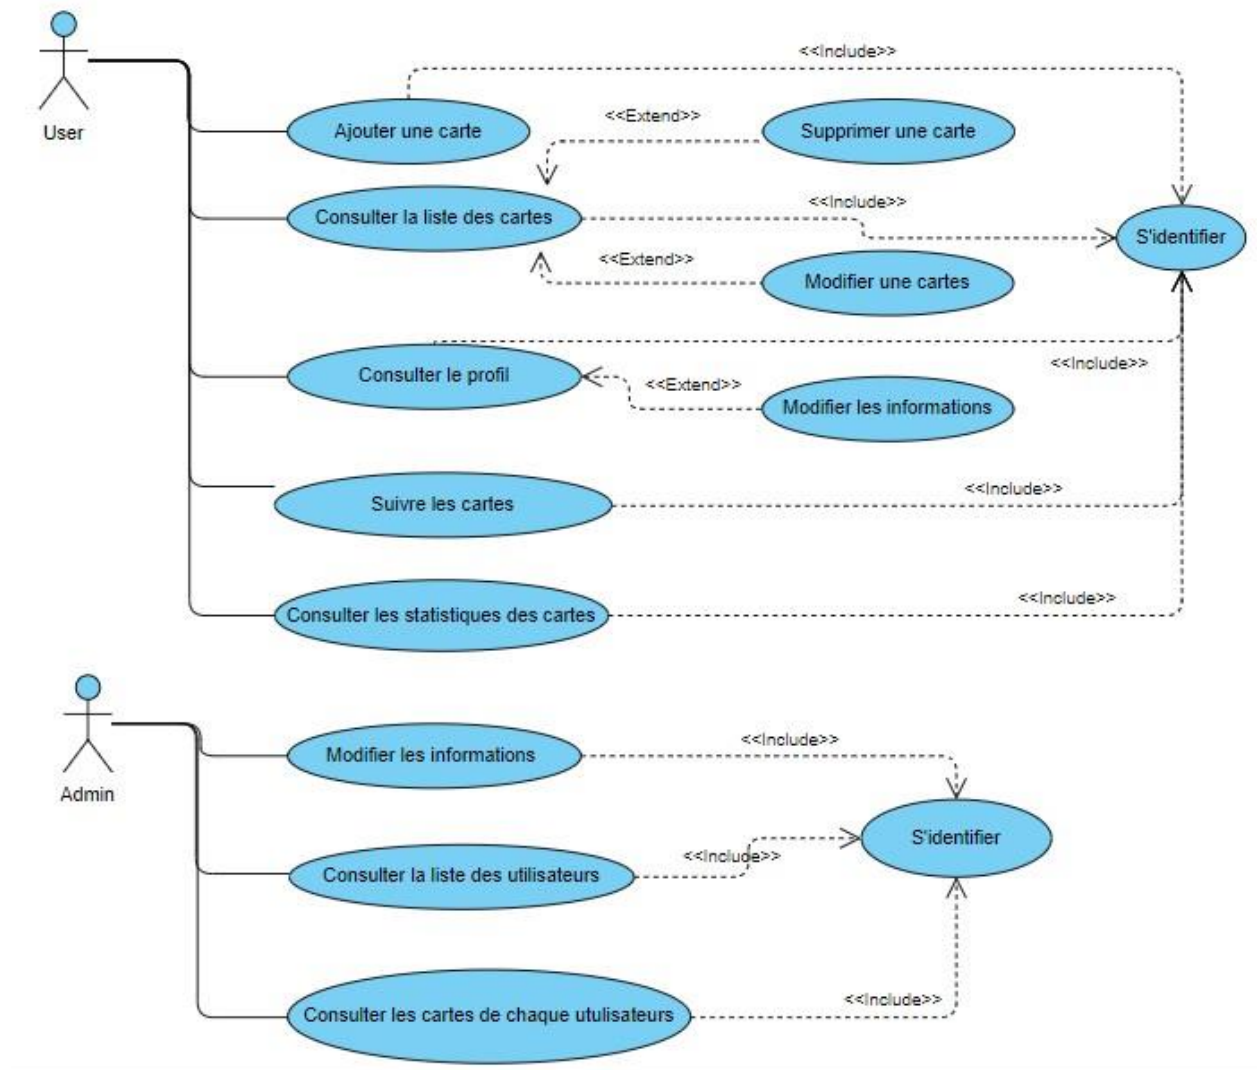 <<Include>>
User
Ajouter une carte
<<Extend>>
Supprimer une carte
Consulter la liste des cartes
<<Include>>
S'identifier
<<Extend>>
Modifier une cartes
Consulter le profil
<<Include>>
<<Extend>>
Modifier les informations
Suivre les cartes
<<Include>>
Consulter les statistiques des cartes
<<Include>>
Admin
Modifier les informations
<<Include>>
S'identifier
Consulter la liste des utilisateurs
<<Include>>
Consulter les cartes de chaque utulisateurs
<<Include>>